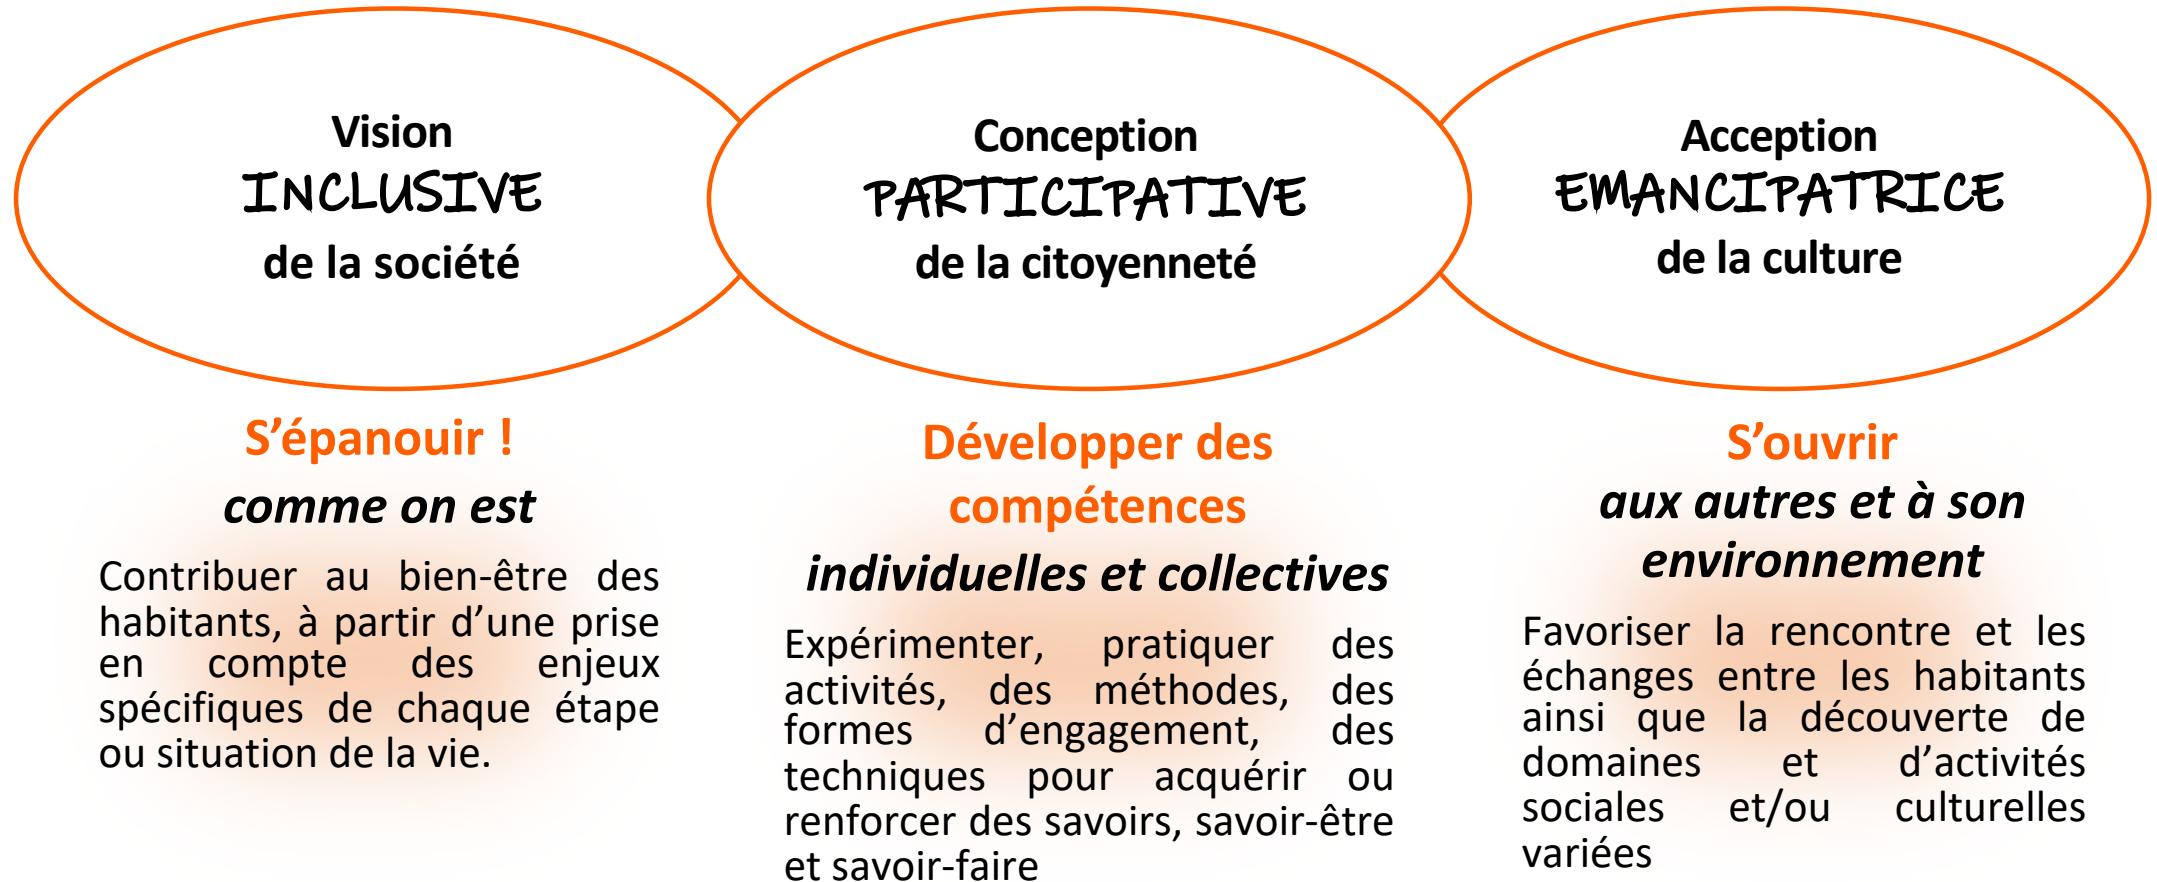 Vision
INCLUSIVE
de la société
Conception
PARTICIPATIVE
de la citoyenneté
Acception
EMANCIPATRICE
de la culture
S’épanouir !
comme on est
Contribuer au bien-être des
habitants, à partir d’une prise
en compte des enjeux
spécifiques de chaque étape
ou situation de la vie.
Développer des
compétences
individuelles et collectives
Expérimenter, pratiquer des
activités, des méthodes, des
formes d’engagement, des
techniques pour acquérir ou
renforcer des savoirs, savoir-être
et savoir-faire
S’ouvrir
aux autres et à son
environnement
Favoriser la rencontre et les
échanges entre les habitants
ainsi que la découverte de
domaines et d’activités
sociales et/ou culturelles
variées